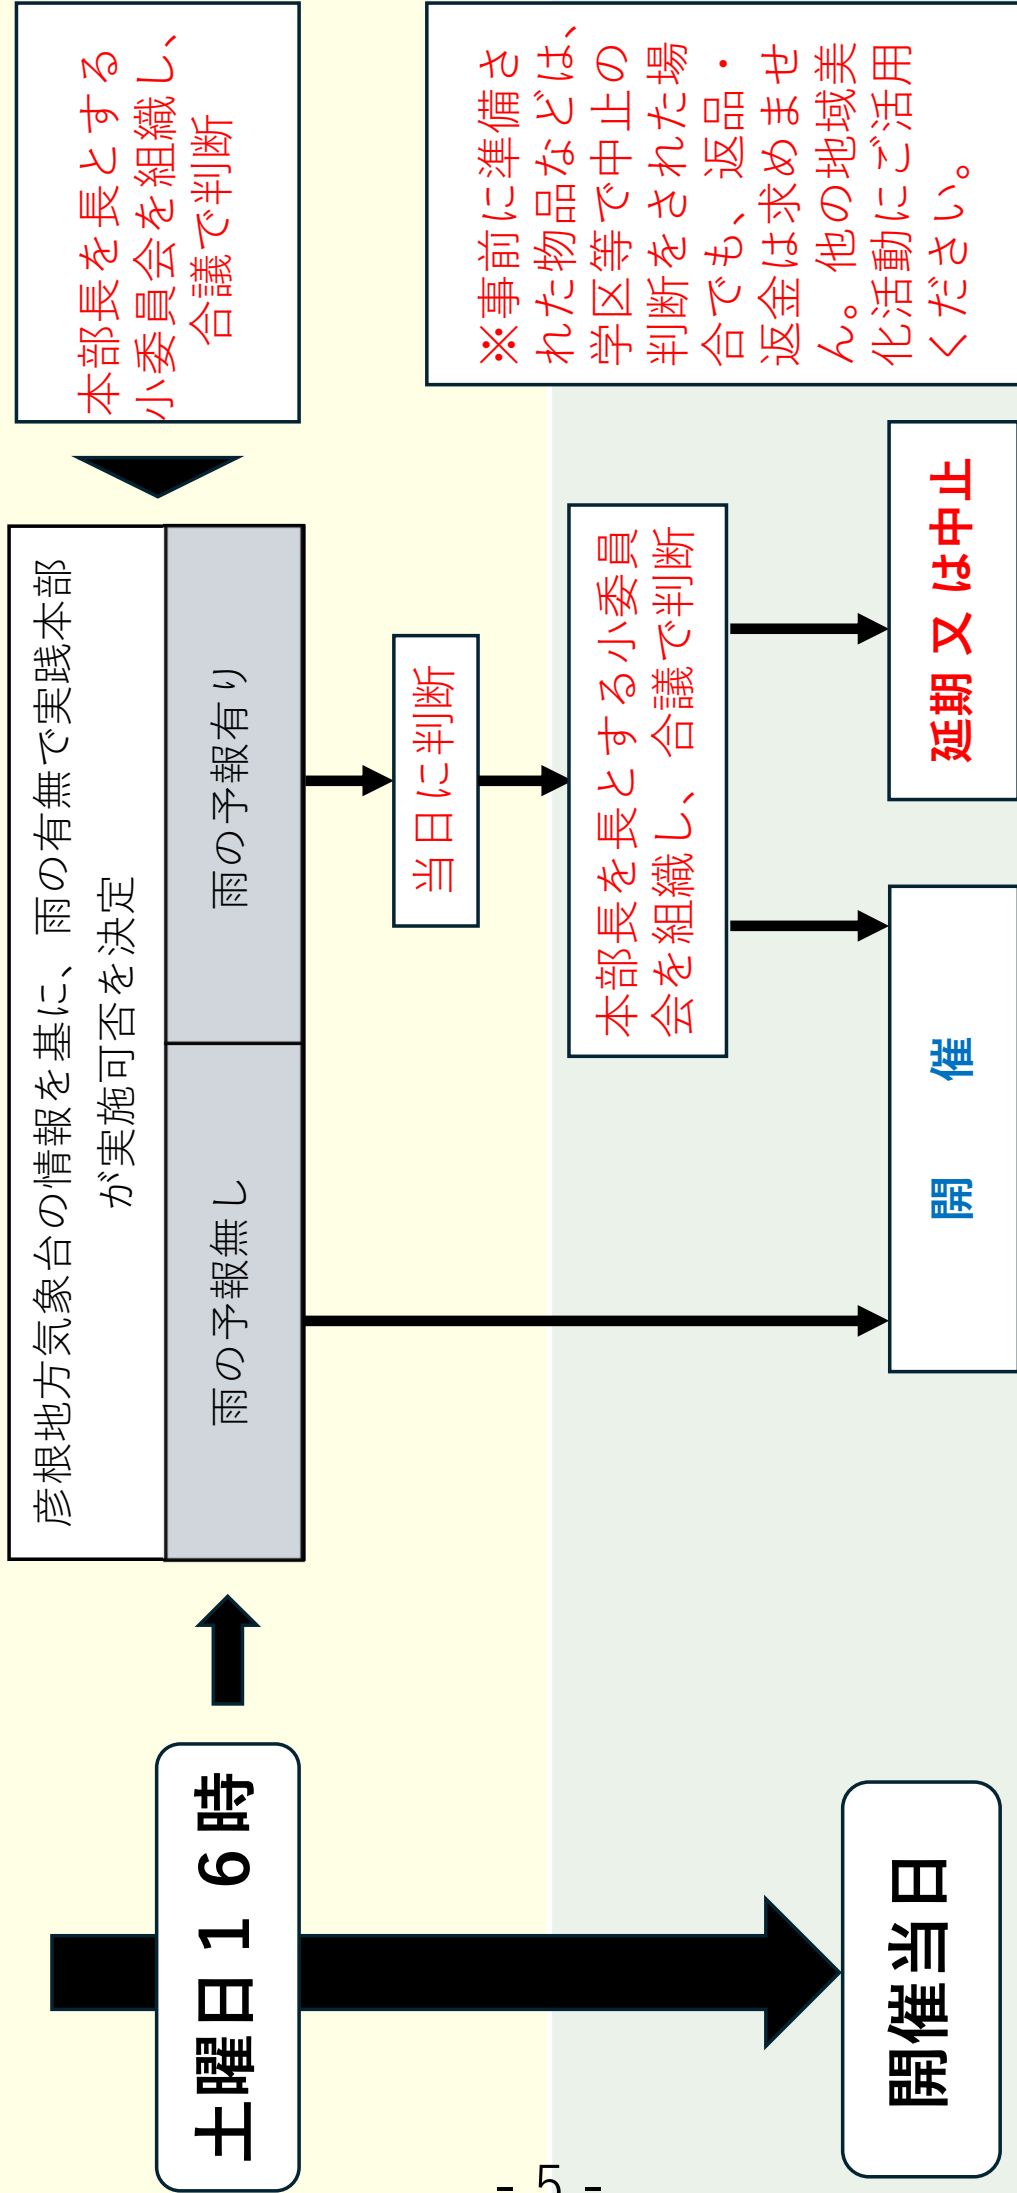 土曜日１６時
彦根地方気象台の情報を基に、雨の有無で実践本部
が実施可否を決定
雨の予報無し
雨の予報有り
本部長を長とする
小委員会を組織し、
合議で判断
当日に判断
本部長を長とする小委員
会を組織し、合議で判断
※事前に準備さ
れた物品などは、
学区等で中止の
判断をされた場
合でも、返品・
返金は求めませ
ん。他の地域美
化活動にご活用
ください。
開催当日
開　催
延期又は中止
- 5 -